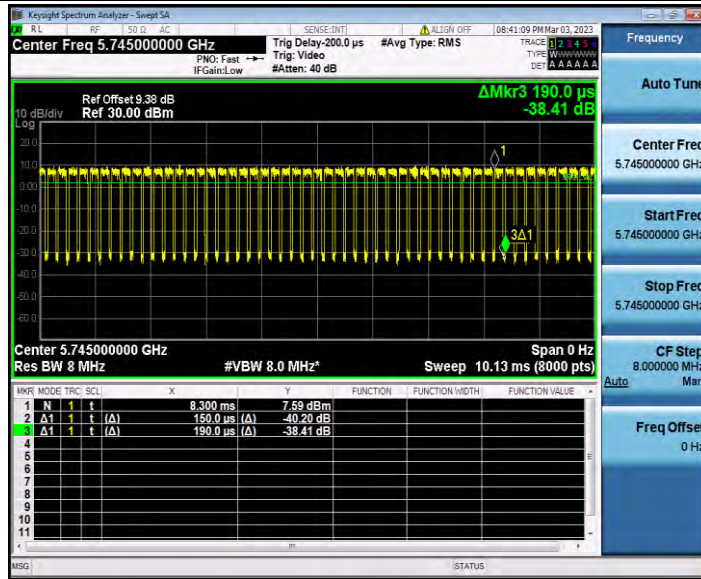 Keysight Spectrum Analyzer - Swept SA
RL RF 50 Ω AC SENSE:INT ALIGN OFF 08:41:09 PM Mar 03, 2023
Center Freq 5.745000000 GHz
PNO: Fast
IFGain:Low
Trig Delay-200.0 µs
Trig: Video
#Atten: 40 dB
#Avg Type: RMS
TRACE 1 2 3 4 5 6
TYPE WWWWWW
DET A A A A A A
Frequency
Auto Tune
Center Freq
5.745000000 GHz
Start Freq
5.745000000 GHz
Stop Freq
5.745000000 GHz
CF Step
8.000000 MHz
Auto Man
Freq Offset
0 Hz
ΔMkr3 190.0 µs
-38.41 dB
Ref Offset 9.38 dB
10 dB/div Ref 30.00 dBm
Log
20.0
10.0
0.00
-10.0
-20.0
-30.0
-40.0
-50.0
-60.0
1
3Δ1
Center 5.745000000 GHz Span 0 Hz
Res BW 8 MHz #VBW 8.0 MHz* Sweep 10.13 ms (8000 pts)
MKR MODE TRC SCL X Y FUNCTION FUNCTION WIDTH FUNCTION VALUE
1 N 1 t 8.300 ms 7.59 dBm
2 Δ1 1 t (Δ) 150.0 µs (Δ) -40.20 dB
3 Δ1 1 t (Δ) 190.0 µs (Δ) -38.41 dB
4
5
6
7
8
9
10
11
MSG STATUS